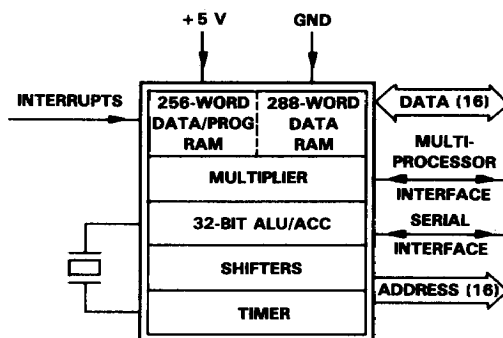 +5 V
GND
INTERRUPTS
256-WORD
DATA/PROG
RAM
288-WORD
DATA
RAM
MULTIPLIER
32-BIT ALU/ACC
SHIFTERS
TIMER
DATA (16)
MULTI-
PROCESSOR
INTERFACE
SERIAL
INTERFACE
ADDRESS (16)